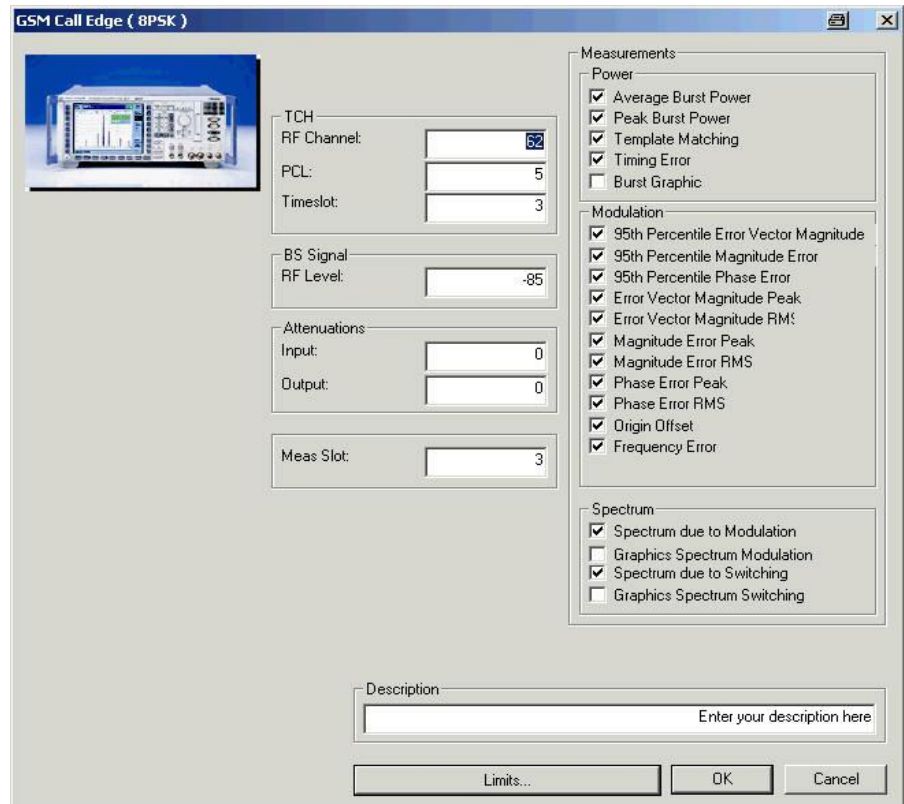 GSM Call Edge ( 8PSK )
TCH
RF Channel: 62
PCL: 5
Timeslot: 3
BS Signal
RF Level: -85
Attenuations
Input: 0
Output: 0
Meas Slot: 3
Measurements
Power
Average Burst Power
Peak Burst Power
Template Matching
Timing Error
Burst Graphic
Modulation
95th Percentile Error Vector Magnitude
95th Percentile Magnitude Error
95th Percentile Phase Error
Error Vector Magnitude Peak
Error Vector Magnitude RMS
Magnitude Error Peak
Magnitude Error RMS
Phase Error Peak
Phase Error RMS
Origin Offset
Frequency Error
Spectrum
Spectrum due to Modulation
Graphics Spectrum Modulation
Spectrum due to Switching
Graphics Spectrum Switching
Description
Enter your description here
Limits...
OK
Cancel